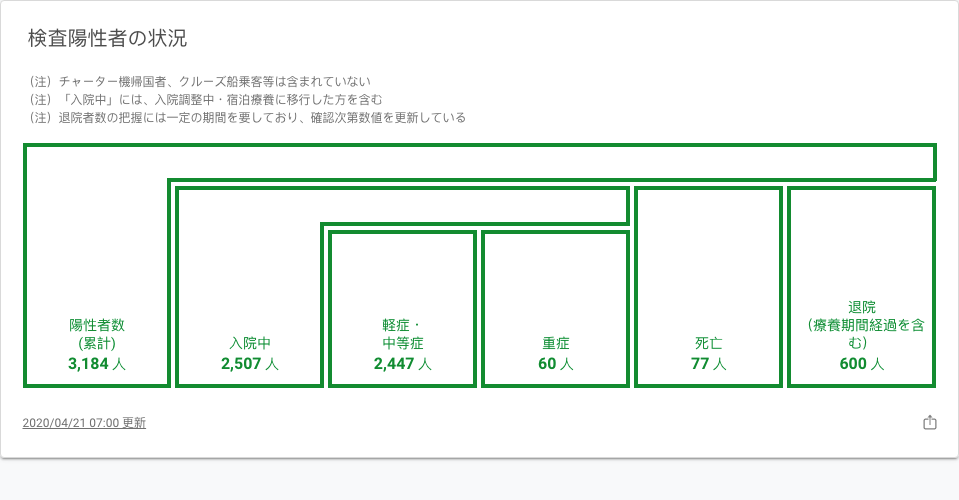 検査陽性者の状況
（注）チャーター機帰国者、クルーズ船乗客等は含まれていない
（注）「入院中」には、入院調整中・宿泊療養に移行した方を含む
（注）退院者数の把握には一定の期間を要しており、確認次第数値を更新している
陽性者数
(累計)
3,184 人
入院中
2,507 人
軽症・
中等症
2,447 人
重症
60 人
死亡
77 人
退院
（療養期間経過を含
む）
600 人
2020/04/21 07:00 更新